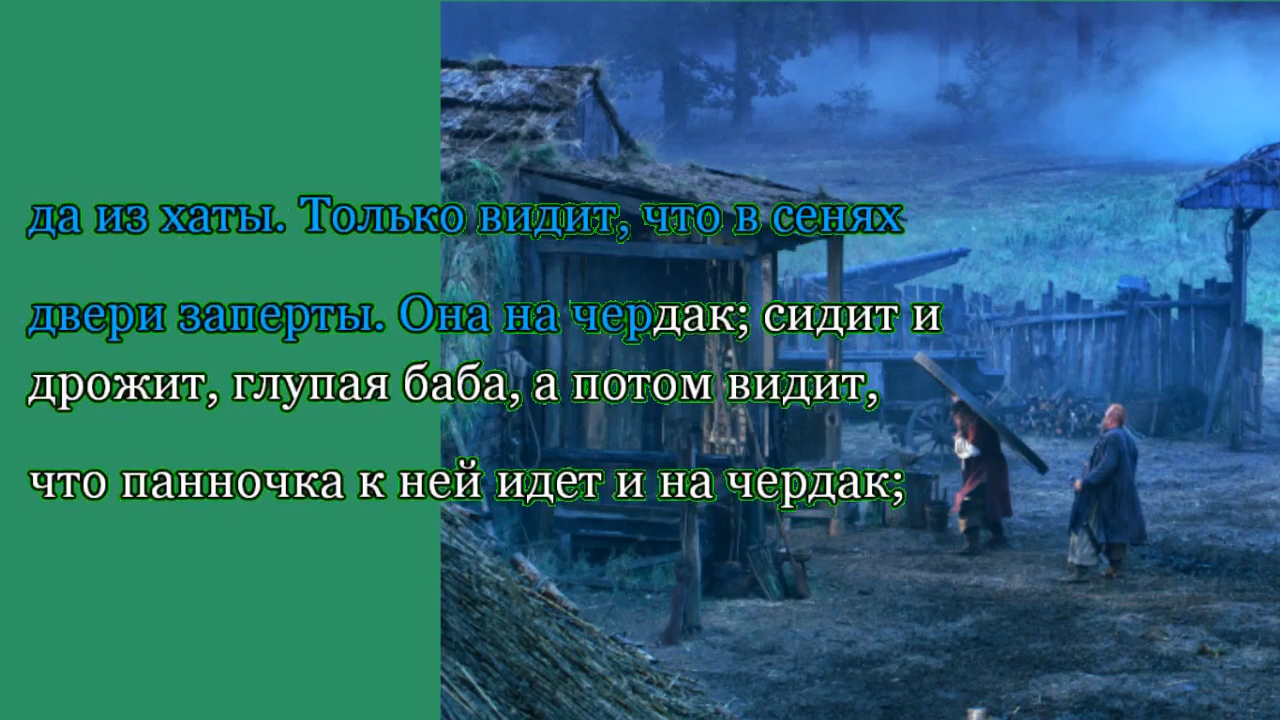 да из хаты. Только видит, что в сенях
двери заперты. Она на чердак; сидит и
дрожит, глупая баба, а потом видит,
что панночка к ней идет и на чердак;